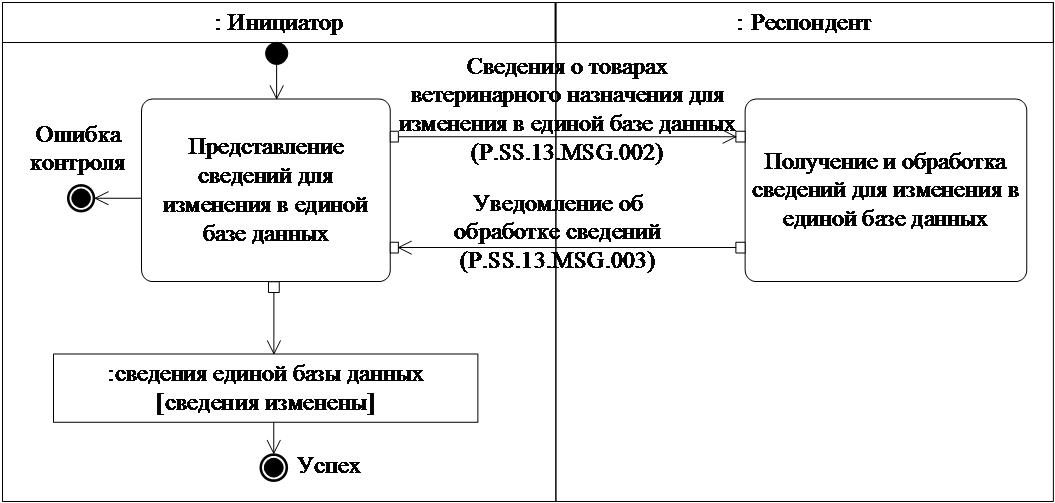 : Инициатор
: Респондент
Сведения о товарах
ветеринарного назначения для
изменения в единой базе данных
(P.SS.13.MSG.002)
Ошибка
контроля
Представление
сведений для
изменения в единой
базе данных
Получение и обработка
сведений для изменения в
единой базе данных
Уведомление об
обработке сведений
(P.SS.13.MSG.003)
:сведения единой базы данных
[сведения изменены]
Успех